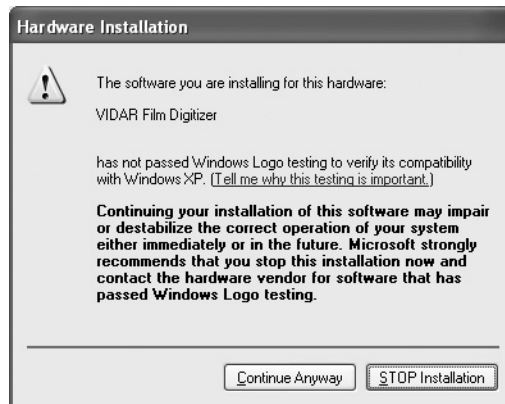 Hardware Installation
The software you are installing for this hardware:
VIDAR Film Digitizer
has not passed Windows Logo testing to verify its compatibility
with Windows XP. (Tell me why this testing is important.)
Continuing your installation of this software may impair
or destabilize the correct operation of your system
either immediately or in the future. Microsoft strongly
recommends that you stop this installation now and
contact the hardware vendor for software that has
passed Windows Logo testing.
Continue Anyway
STOP Installation